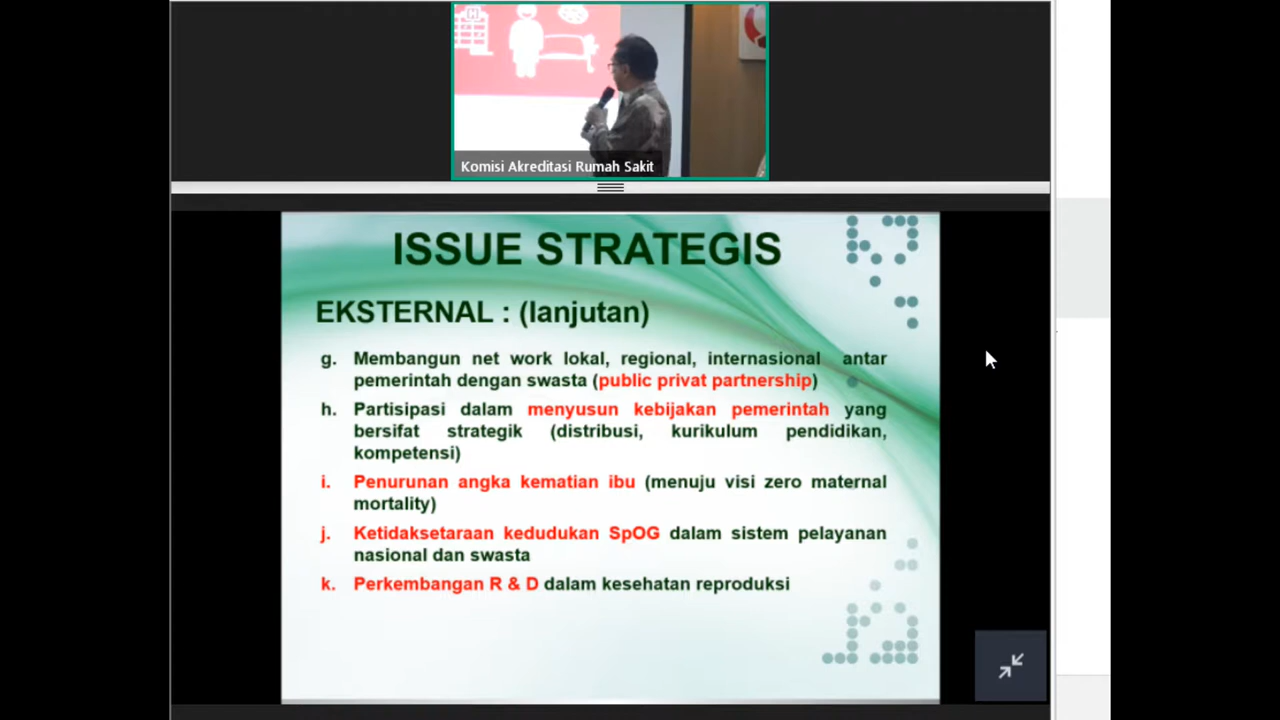 H
Komisi Akreditasi Rumah Sakit
ISSUE STRATEGIS
EKSTERNAL : (lanjutan)
g. Membangun net work lokal, regional, internasional antar
pemerintah dengan swasta (public privat partnership)
h. Partisipasi dalam menyusun kebijakan pemerintah yang
bersifat strategik (distribusi, kurikulum pendidikan,
kompetensi)
i. Penurunan angka kematian ibu (menuju visi zero maternal
mortality)
j. Ketidaksetaraan kedudukan SpOG dalam sistem pelayanan
nasional dan swasta
k. Perkembangan R & D dalam kesehatan reproduksi